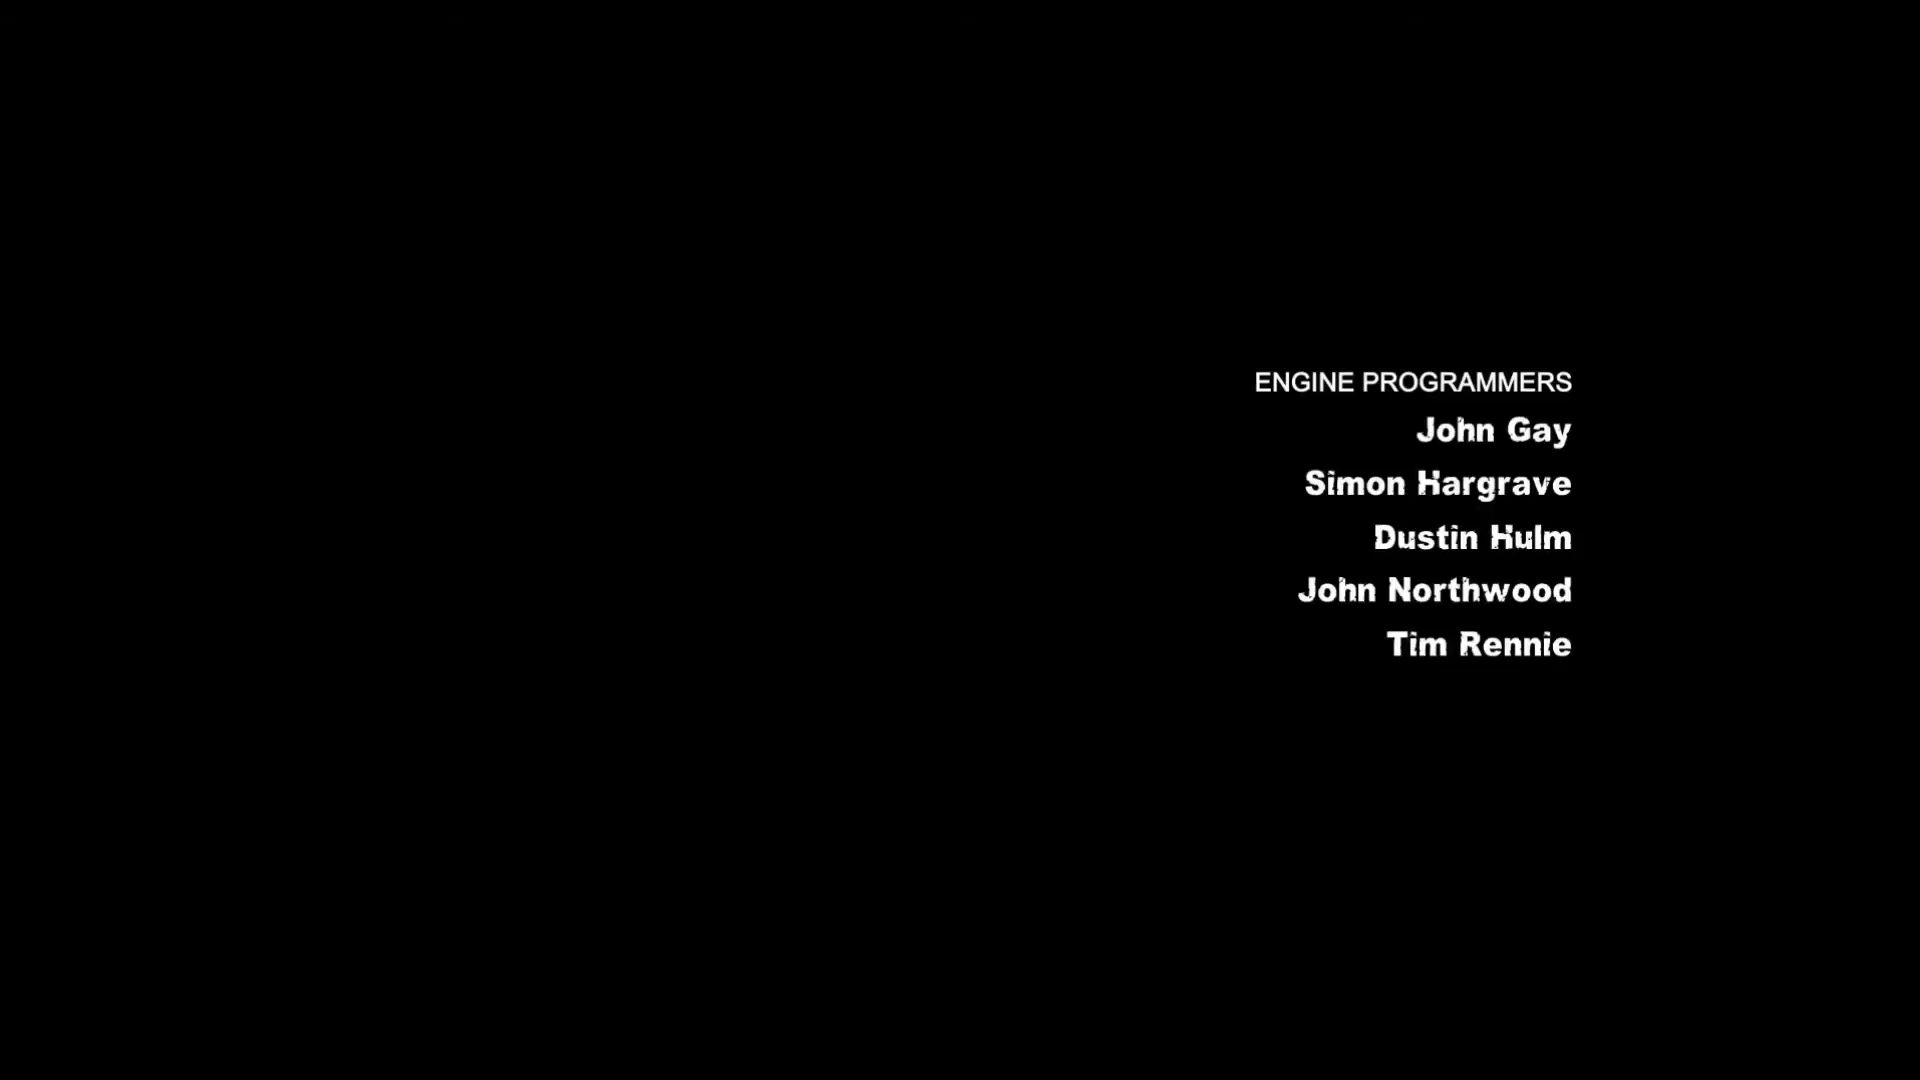 ENGINE PROGRAMMERS
John Gay
Simon Hargrave
Dustin Hulm
John Northwood
Tim Rennie